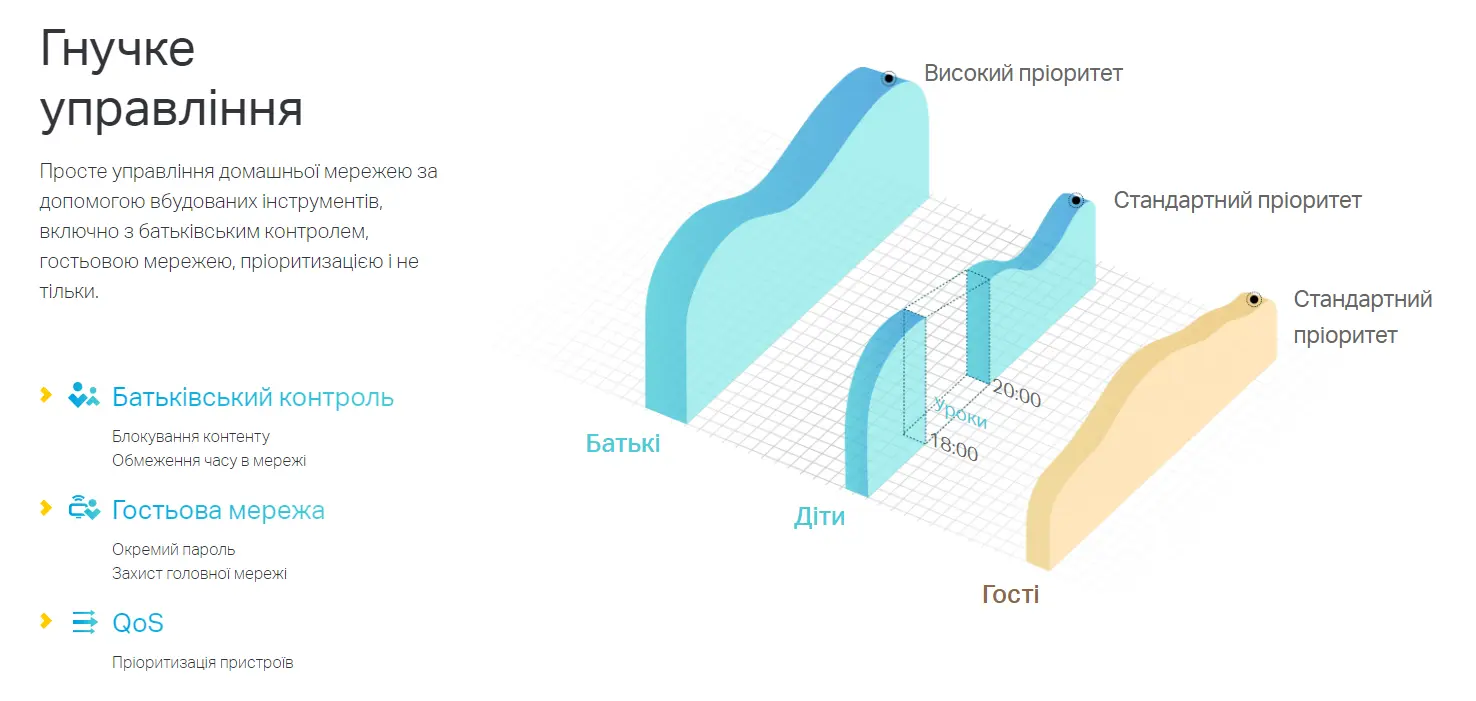 Гнучке
управління
Просте управління домашньої мережею за
допомогою вбудованих інструментів,
включно з батьківським контролем,
гостьовою мережею, пріоритизацією і не
тільки.
Батьківський контроль
Блокування контенту
Обмеження часу в мережі
Гостьова мережа
Окремий пароль
Захист головної мережі
QoS
Пріоритизація пристроїв
Високий пріоритет
Стандартний пріоритет
Стандартний
пріоритет
20:00
Уроки
18:00
Батькі
Діти
Гості